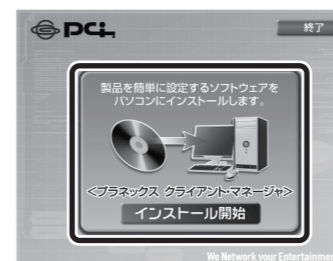 PCi
終了
製品を簡単に設定するソフトウェアを
パソコンにインストールします。
<プラネックス クライアント・マネージャ>
インストール開始
We Network your Entertainme